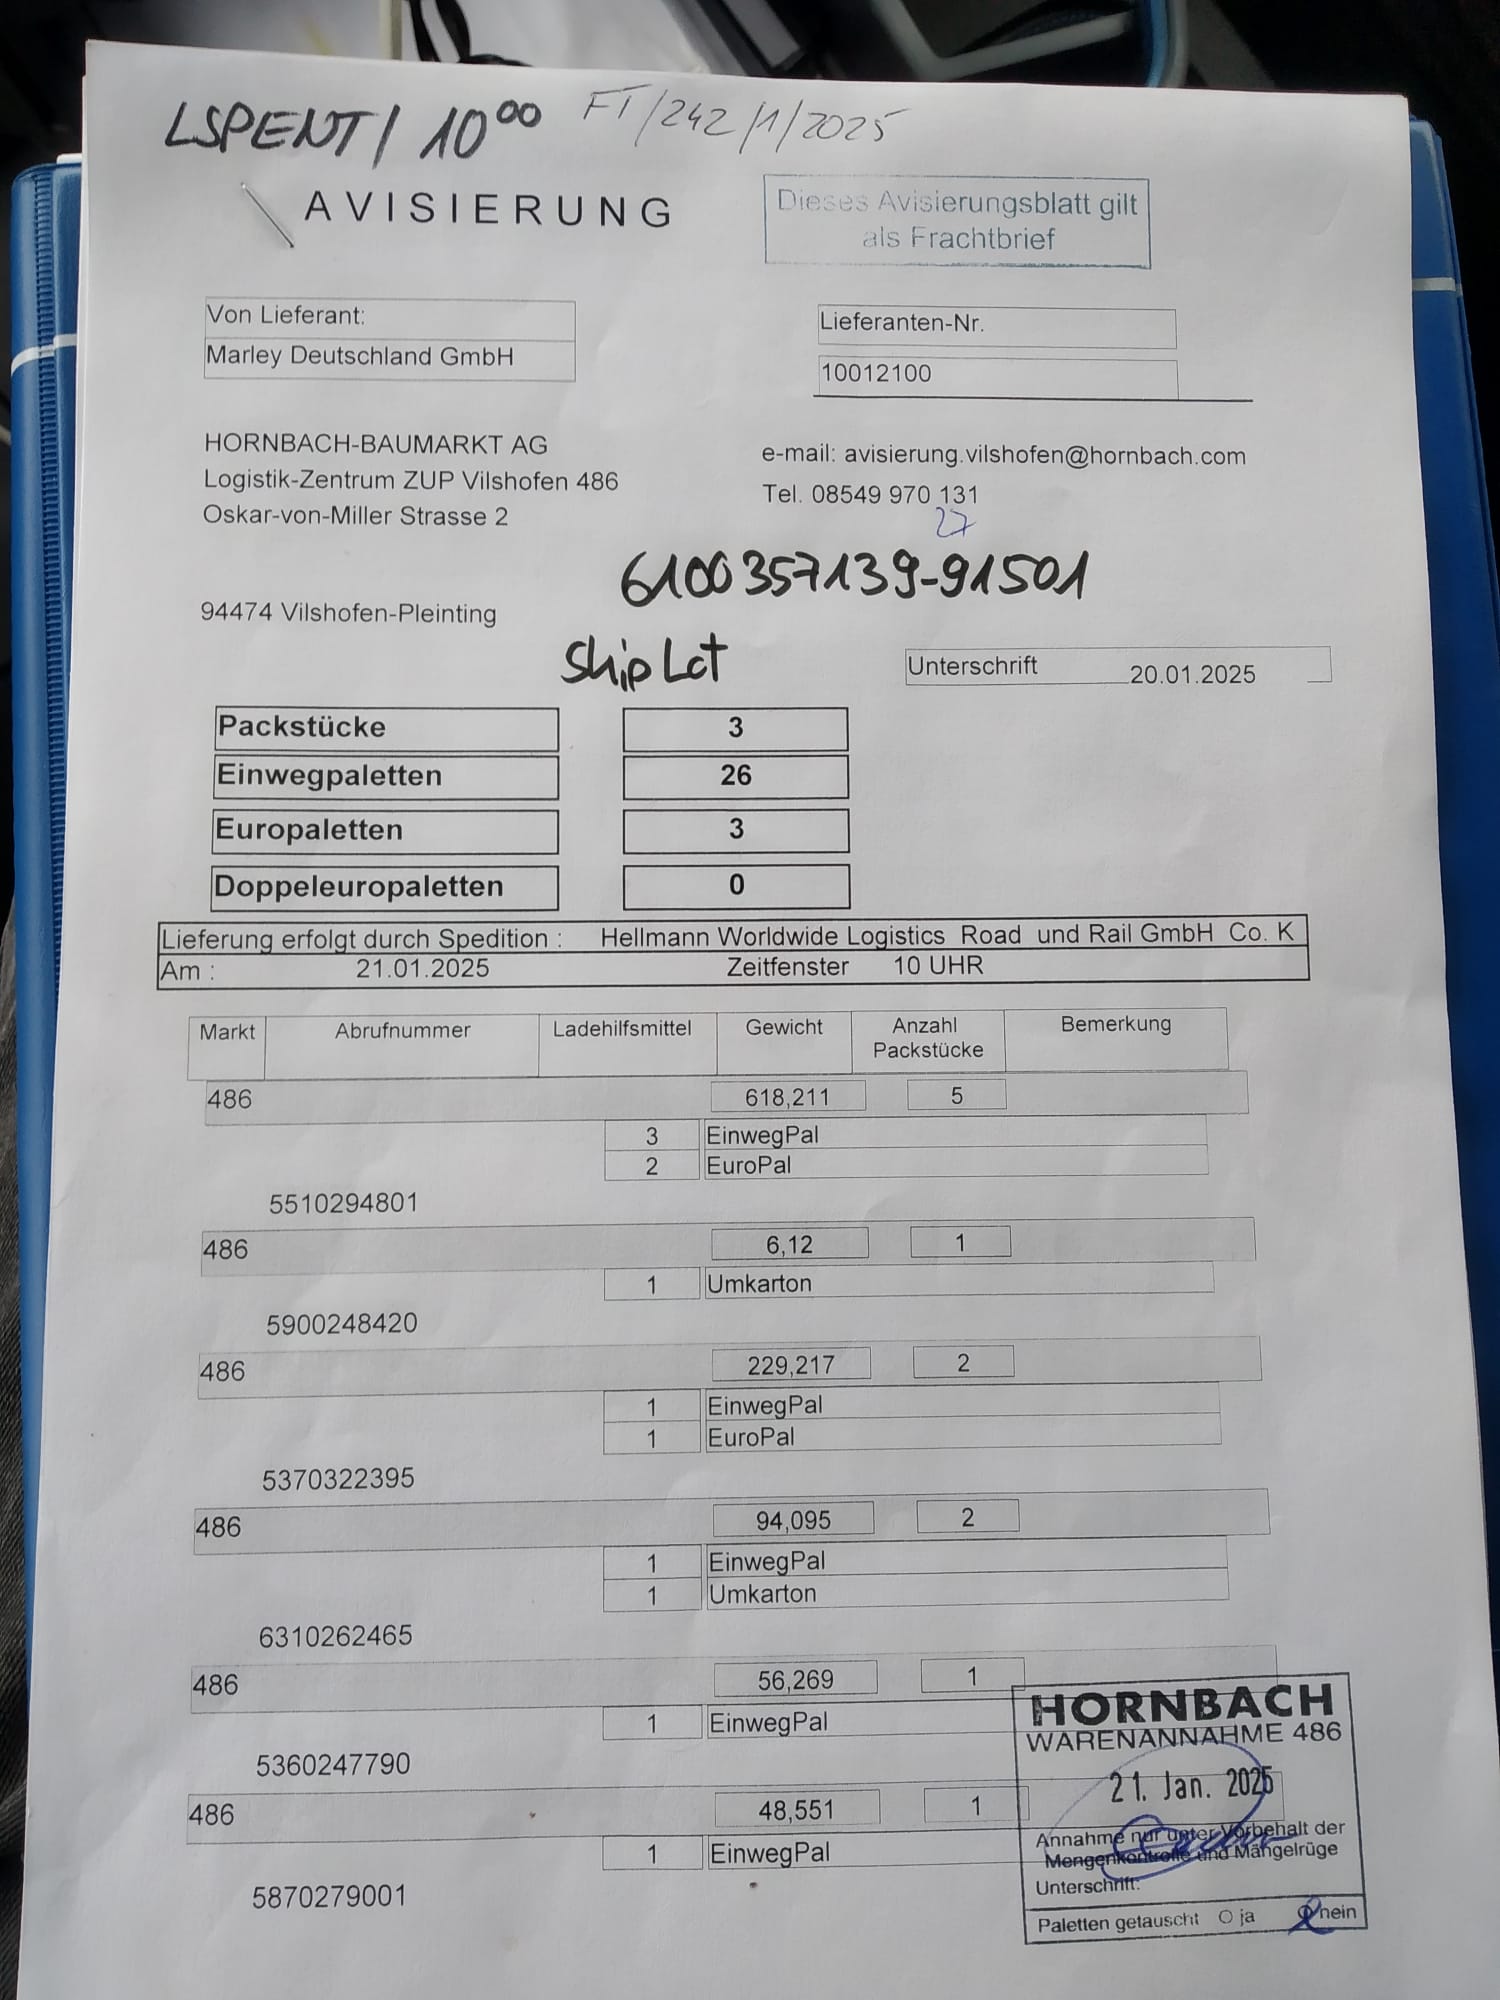 LSPENT/ 10⁰⁰ FT/242/1/2025
AVISIERUNG
Dieses Avisierungsblatt gilt
als Frachtbrief
Von Lieferant:
Marley Deutschland GmbH
Lieferanten-Nr.
10012100
HORNBACH-BAUMARKT AG
Logistik-Zentrum ZUP Vilshofen 486
Oskar-von-Miller Strasse 2
94474 Vilshofen-Pleinting
e-mail: avisierung.vilshofen@hornbach.com
Tel. 08549 970 131
27
6100357139-91501
Ship Lct
Unterschrift 20.01.2025
Packstücke 3
Einwegpaletten 26
Europaletten 3
Doppeleuropaletten 0
Lieferung erfolgt durch Spedition : Hellmann Worldwide Logistics Road und Rail GmbH Co. K
Am : 21.01.2025 Zeitfenster 10 UHR
Markt Abrufnummer Ladehilfsmittel Gewicht Anzahl Packstücke Bemerkung
486 618,211 5
3 EinwegPal
2 EuroPal
5510294801
486 6,12 1
1 Umkarton
5900248420
486 229,217 2
1 EinwegPal
1 EuroPal
5370322395
486 94,095 2
1 EinwegPal
1 Umkarton
6310262465
486 56,269 1
1 EinwegPal
5360247790
486 48,551 1
1 EinwegPal
5870279001
HORNBACH
WARENANNAHME 486
21. Jan. 2025
Annahme nur unter Vorbehalt der
Mengenkontrolle und Mängelrüge
Unterschrift:
Paletten getauscht O ja O nein